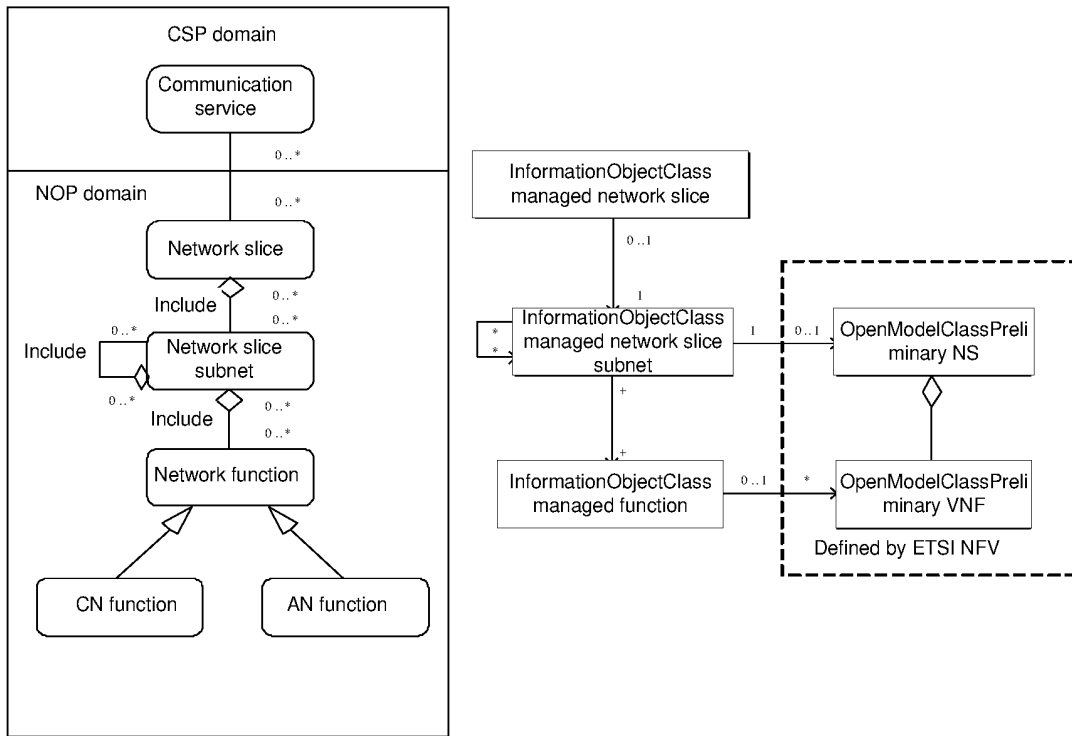 CSP domain
Communication
service
0..*
NOP domain
0..*
Network slice
Include
0..*
0..*
0..*
Include
Network slice
subnet
0..*
Include
0..*
0..*
Network function
CN function
AN function
InformationObjectClass
managed network slice
0..1
1
*
*
InformationObjectClass
managed network slice
subnet
1
0..1
OpenModelClassPreli
minary NS
+
+
InformationObjectClass
managed function
0..1
*
OpenModelClassPreli
minary VNF
Defined by ETSI NFV